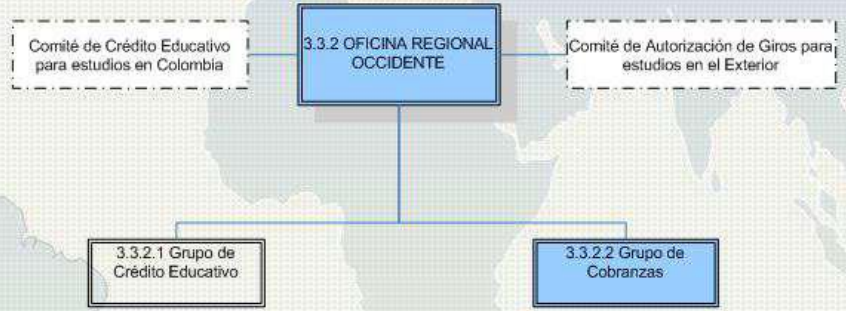 Comité de Crédito Educativo
para estudios en Colombia
3.3.2 OFICINA REGIONAL
OCCIDENTE
Comité de Autorización de Giros para
estudios en el Exterior
3.3.2.1 Grupo de
Crédito Educativo
3.3.2.2 Grupo de
Cobranzas